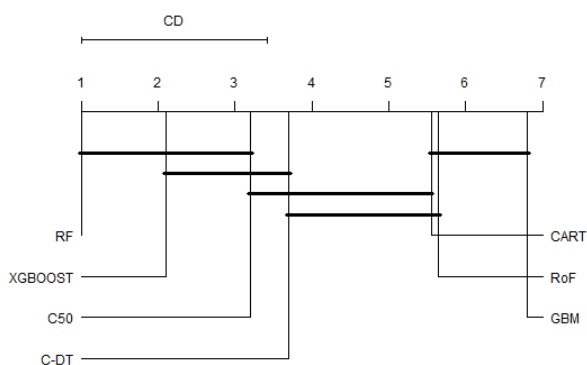 CD
1 2 3 4 5 6 7
RF CART
XGBOOST RoF
C50 GBM
C-DT